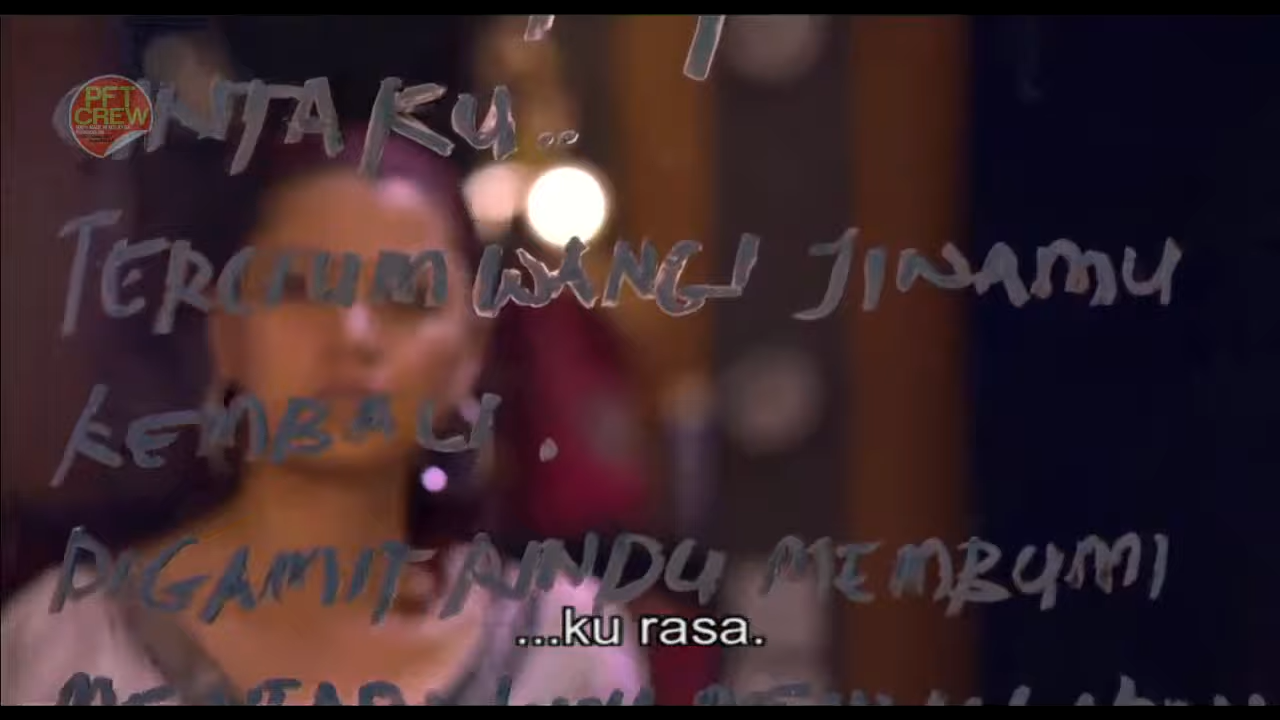 PFT
CREW
CINTAKU..
TERCIUM WANGI JIWAMU
KEMBALI.
DIGAMIT RINDU MEMBUMI
...ku rasa.